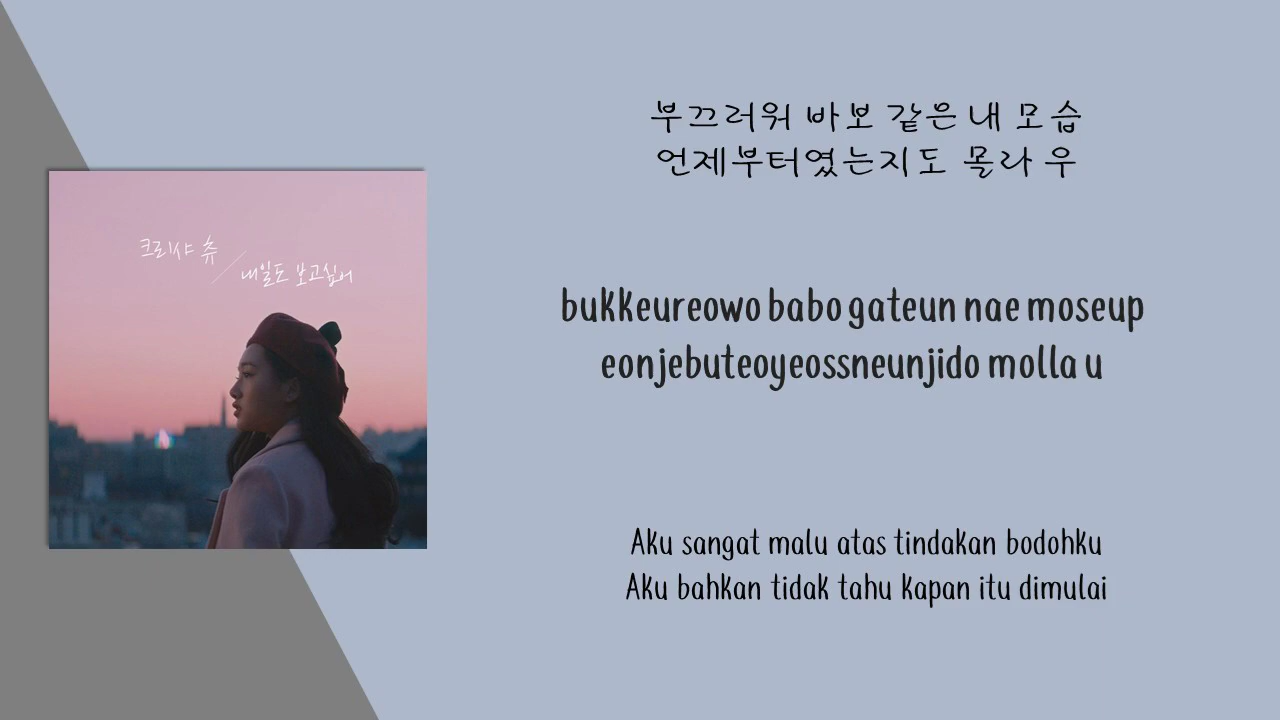 크리샤 츄
내일도 보고싶어
부끄러워 바보 같은 내 모습
언제부터였는지도 몰라 우
bukkeureowo babo gateun nae moseup
eonjebuteoyeossneunjido molla u
Aku sangat malu atas tindakan bodohku
Aku bahkan tidak tahu kapan itu dimulai